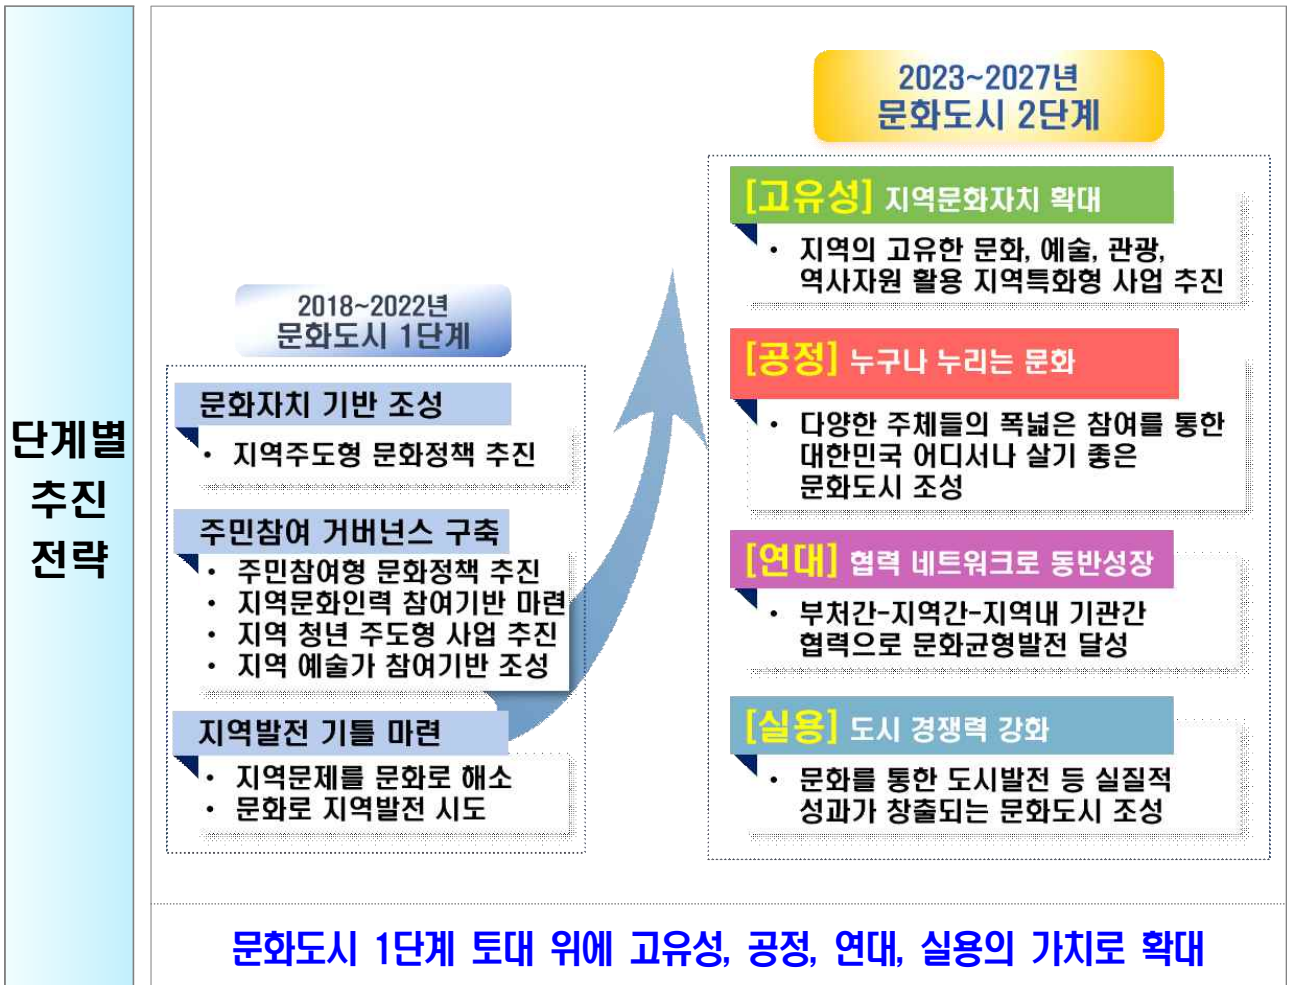 단계별
추진
전략
2018~2022년
문화도시 1단계
문화자치 기반 조성
• 지역주도형 문화정책 추진
주민참여 거버넌스 구축
• 주민참여형 문화정책 추진
• 지역문화인력 참여기반 마련
• 지역 청년 주도형 사업 추진
• 지역 예술가 참여기반 조성
지역발전 기틀 마련
• 지역문제를 문화로 해소
• 문화로 지역발전 시도
2023~2027년
문화도시 2단계
[고유성] 지역문화자치 확대
• 지역의 고유한 문화, 예술, 관광,
역사자원 활용 지역특화형 사업 추진
[공정] 누구나 누리는 문화
• 다양한 주체들의 폭넓은 참여를 통한
대한민국 어디서나 살기 좋은
문화도시 조성
[연대] 협력 네트워크로 동반성장
• 부처간-지역간-지역내 기관간
협력으로 문화균형발전 달성
[실용] 도시 경쟁력 강화
• 문화를 통한 도시발전 등 실질적
성과가 창출되는 문화도시 조성
문화도시 1단계 토대 위에 고유성, 공정, 연대, 실용의 가치로 확대